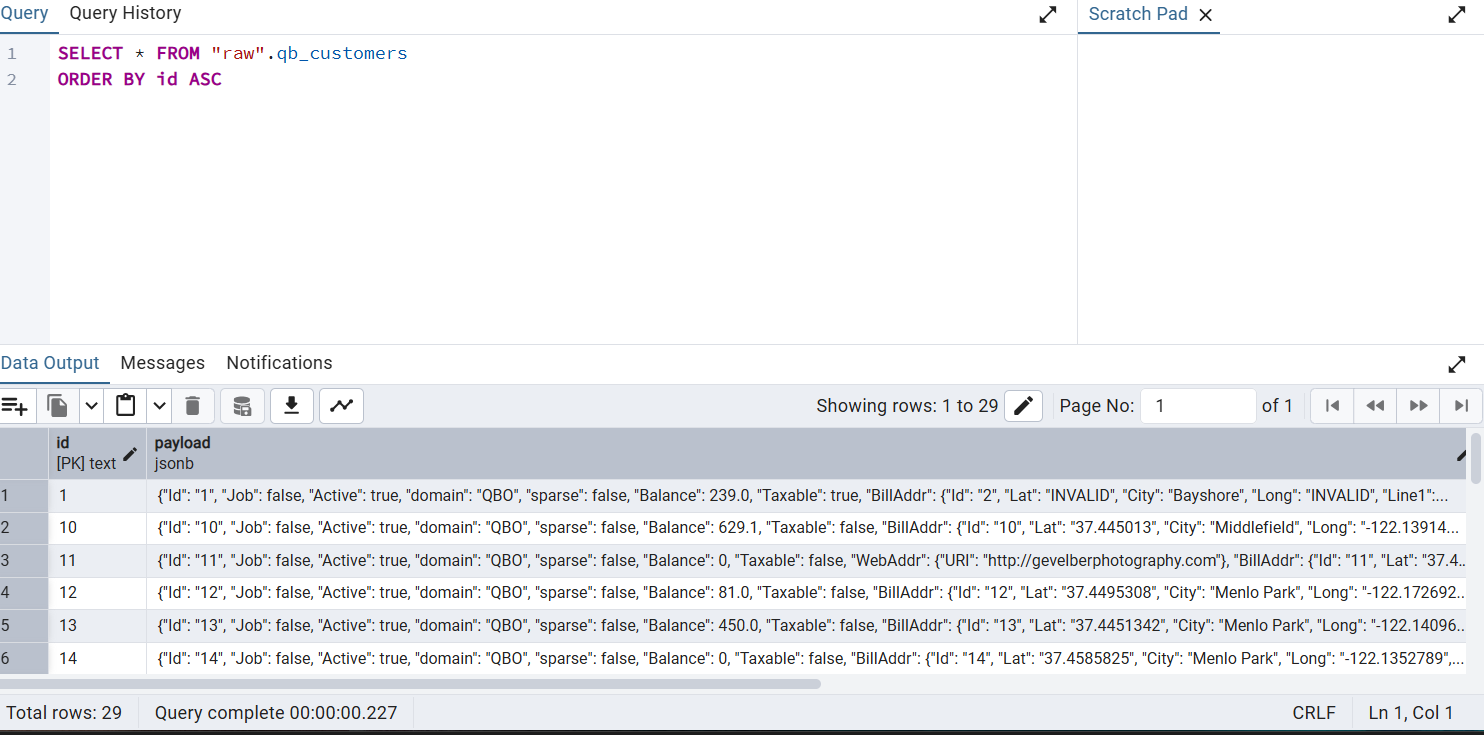 Query Query History Scratch Pad
1 SELECT * FROM "raw".qb_customers
2 ORDER BY id ASC
Data Output Messages Notifications
Showing rows: 1 to 29 Page No: 1 of 1
id payload
[PK] text jsonb
1 1 {"Id": "1", "Job": false, "Active": true, "domain": "QBO", "sparse": false, "Balance": 239.0, "Taxable": true, "BillAddr": {"Id": "2", "Lat": "INVALID", "City": "Bayshore", "Long": "INVALID", "Line1":...
2 10 {"Id": "10", "Job": false, "Active": true, "domain": "QBO", "sparse": false, "Balance": 629.1, "Taxable": false, "BillAddr": {"Id": "10", "Lat": "37.445013", "City": "Middlefield", "Long": "-122.13914...
3 11 {"Id": "11", "Job": false, "Active": true, "domain": "QBO", "sparse": false, "Balance": 0, "Taxable": false, "WebAddr": {"URI": "http://gevelberphotography.com"}, "BillAddr": {"Id": "11", "Lat": "37.4...
4 12 {"Id": "12", "Job": false, "Active": true, "domain": "QBO", "sparse": false, "Balance": 81.0, "Taxable": false, "BillAddr": {"Id": "12", "Lat": "37.4495308", "City": "Menlo Park", "Long": "-122.172692...
5 13 {"Id": "13", "Job": false, "Active": true, "domain": "QBO", "sparse": false, "Balance": 450.0, "Taxable": false, "BillAddr": {"Id": "13", "Lat": "37.4451342", "City": "Menlo Park", "Long": "-122.14096...
6 14 {"Id": "14", "Job": false, "Active": true, "domain": "QBO", "sparse": false, "Balance": 0, "Taxable": false, "BillAddr": {"Id": "14", "Lat": "37.4585825", "City": "Menlo Park", "Long": "-122.1352789",...
Total rows: 29 Query complete 00:00:00.227 CRLF Ln 1, Col 1